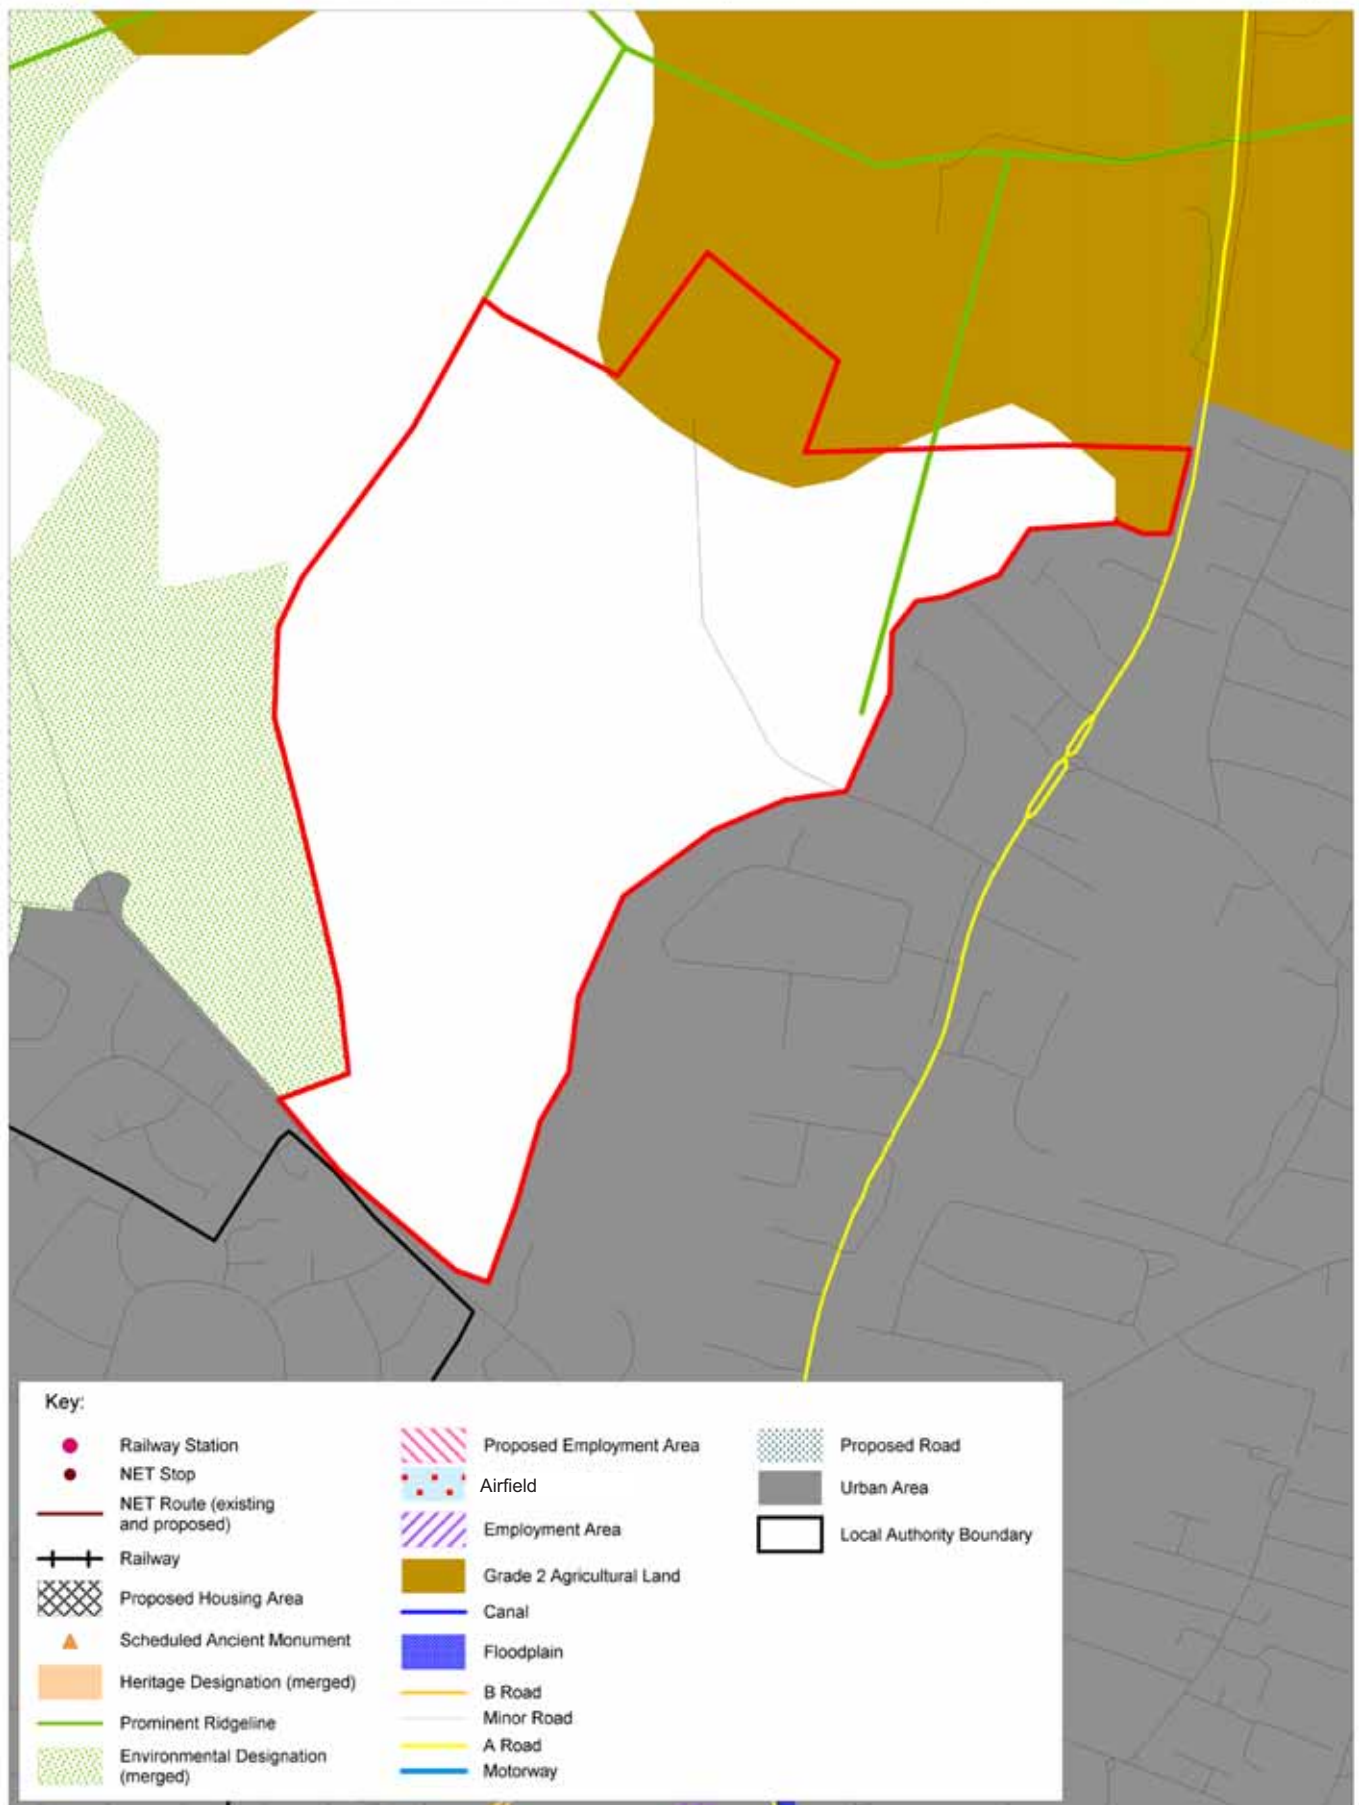 Key:
Railway Station
NET Stop
NET Route (existing
and proposed)
Railway
Proposed Housing Area
Scheduled Ancient Monument
Heritage Designation (merged)
Prominent Ridgeline
Environmental Designation
(merged)
Proposed Employment Area
Airfield
Employment Area
Grade 2 Agricultural Land
Canal
Floodplain
B Road
Minor Road
A Road
Motorway
Proposed Road
Urban Area
Local Authority Boundary